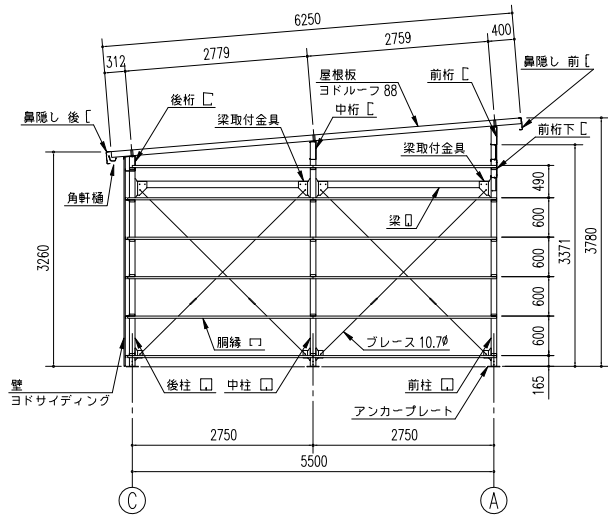 6250
312
2779
2759
400
鼻隠し 後
後桁
梁取付金具
屋根板
ヨドルーフ 88
中桁
前桁
鼻隠し 前
梁取付金具
前桁下
角軒樋
梁
3260
490
600
600
600
600
165
3371
3780
胴縁
ブレース 10.7φ
壁
ヨドサイディング
後柱
中柱
前柱
アンカープレート
2750
2750
5500
C
A